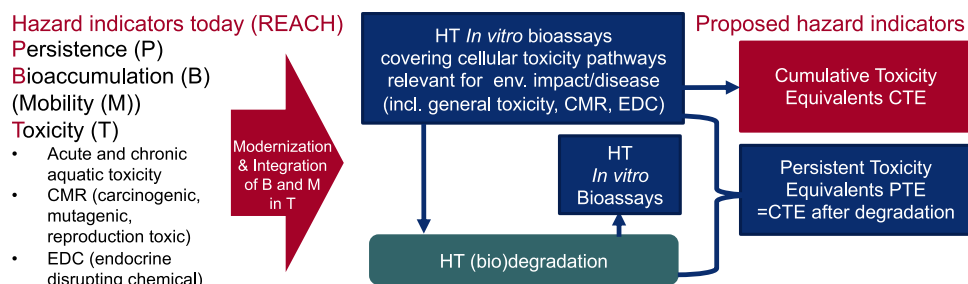 Hazard indicators today (REACH)
Persistence (P)
Bioaccumulation (B)
(Mobility (M))
Toxicity (T)
• Acute and chronic
aquatic toxicity
• CMR (carcinogenic,
mutagenic,
reproduction toxic)
• EDC (endocrine
disrupting chemical)
Modernization
& Integration
of B and M
in T
HT In vitro bioassays
covering cellular toxicity pathways
relevant for env. impact/disease
(incl. general toxicity, CMR, EDC)
HT
In vitro
Bioassays
HT (bio)degradation
Proposed hazard indicators
Cumulative Toxicity
Equivalents CTE
Persistent Toxicity
Equivalents PTE
=CTE after degradation